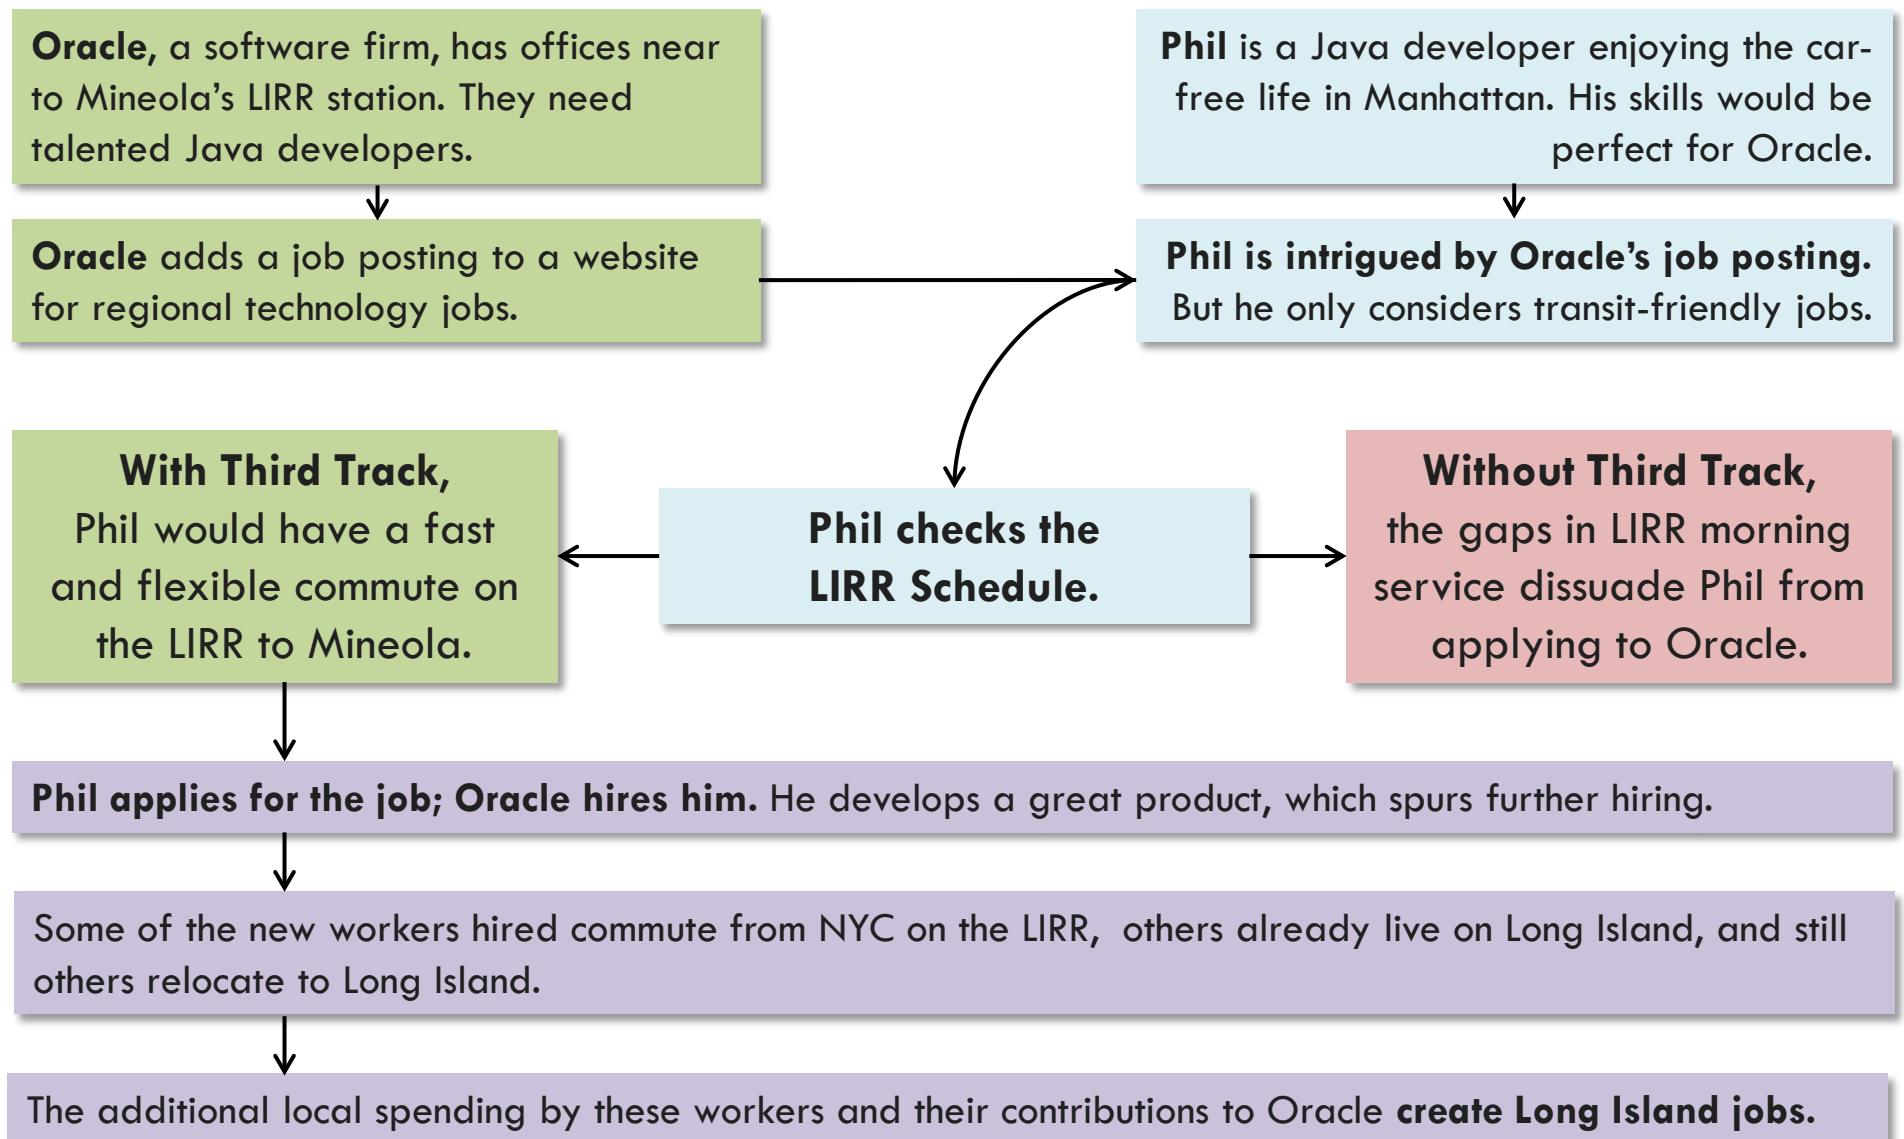 Oracle, a software firm, has offices near
to Mineola's LIRR station. They need
talented Java developers.
Phil is a Java developer enjoying the car-
free life in Manhattan. His skills would be
perfect for Oracle.
Oracle adds a job posting to a website
for regional technology jobs.
Phil is intrigued by Oracle's job posting.
But he only considers transit-friendly jobs.
With Third Track,
Phil would have a fast
and flexible commute on
the LIRR to Mineola.
Phil checks the
LIRR Schedule.
Without Third Track,
the gaps in LIRR morning
service dissuade Phil from
applying to Oracle.
Phil applies for the job; Oracle hires him. He develops a great product, which spurs further hiring.
Some of the new workers hired commute from NYC on the LIRR,  others already live on Long Island, and still
others relocate to Long Island.
The additional local spending by these workers and their contributions to Oracle create Long Island jobs.